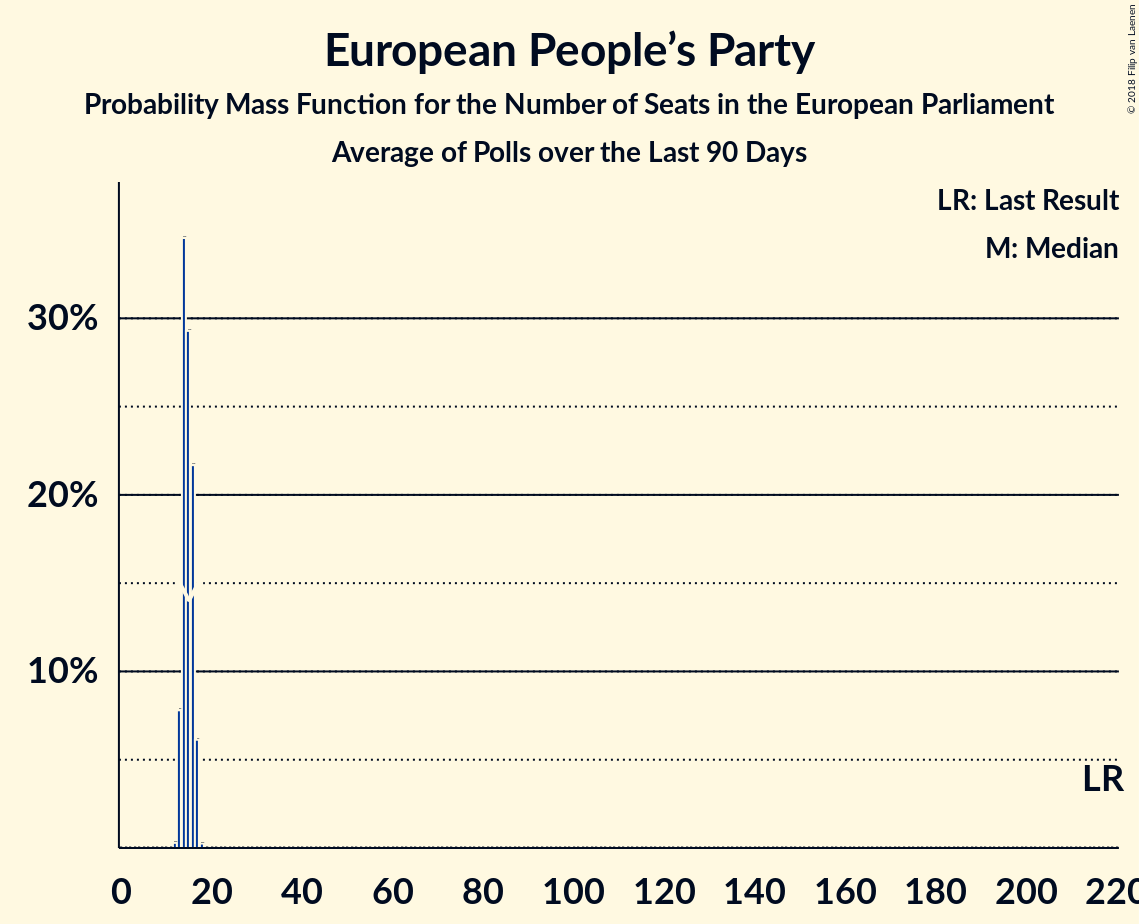 European People’s Party
Probability Mass Function for the Number of Seats in the European Parliament
Average of Polls over the Last 90 Days
© 2018 Filip van Laenen
LR: Last Result
M: Median
30%
20%
10%
M
LR
0 20 40 60 80 100 120 140 160 180 200 220